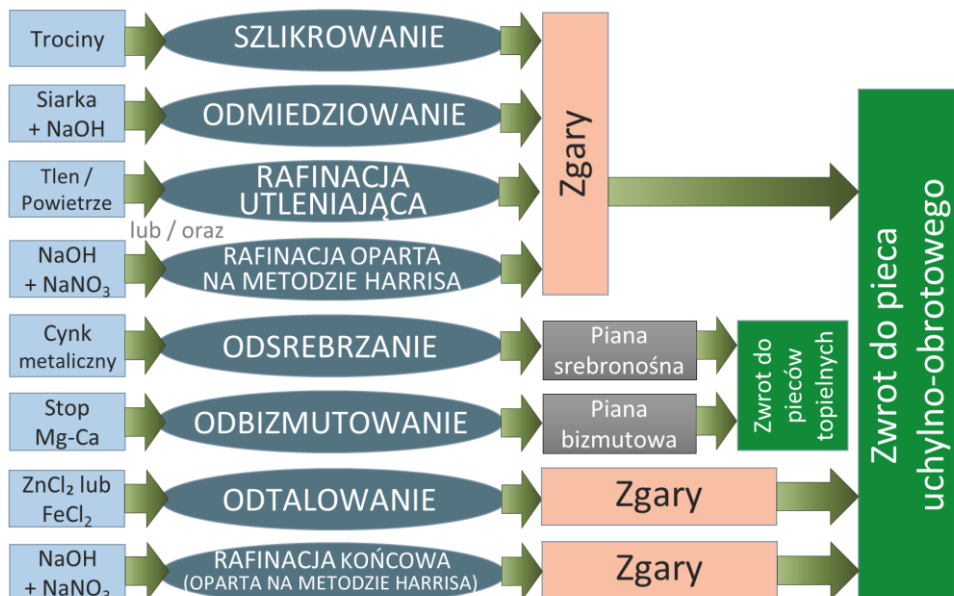 Trociny
SZLIKROWANIE
Siarka
+ NaOH
ODMIEDZIOWANIE
Tlen /
Powietrze
RAFINACJA
UTLENIAJĄCA
lub / oraz
NaOH
+ NaNO₃
RAFINACJA OPARTA
NA METODZIE HARRISA
Zgary
Cynk
metaliczny
ODSREBRZANIE
Piana
srebronośna
Stop
Mg-Ca
ODBIZMUTOWANIE
Piana
bizmutowa
Zwrot do
pieców
topielnych
ZnCl₂ lub
FeCl₂
ODTALOWANIE
Zgary
NaOH
+ NaNO₃
RAFINACJA KOŃCOWA
(OPARTA NA METODZIE HARRISA)
Zgary
Zwrot do pieca
uchylno-obrotowego